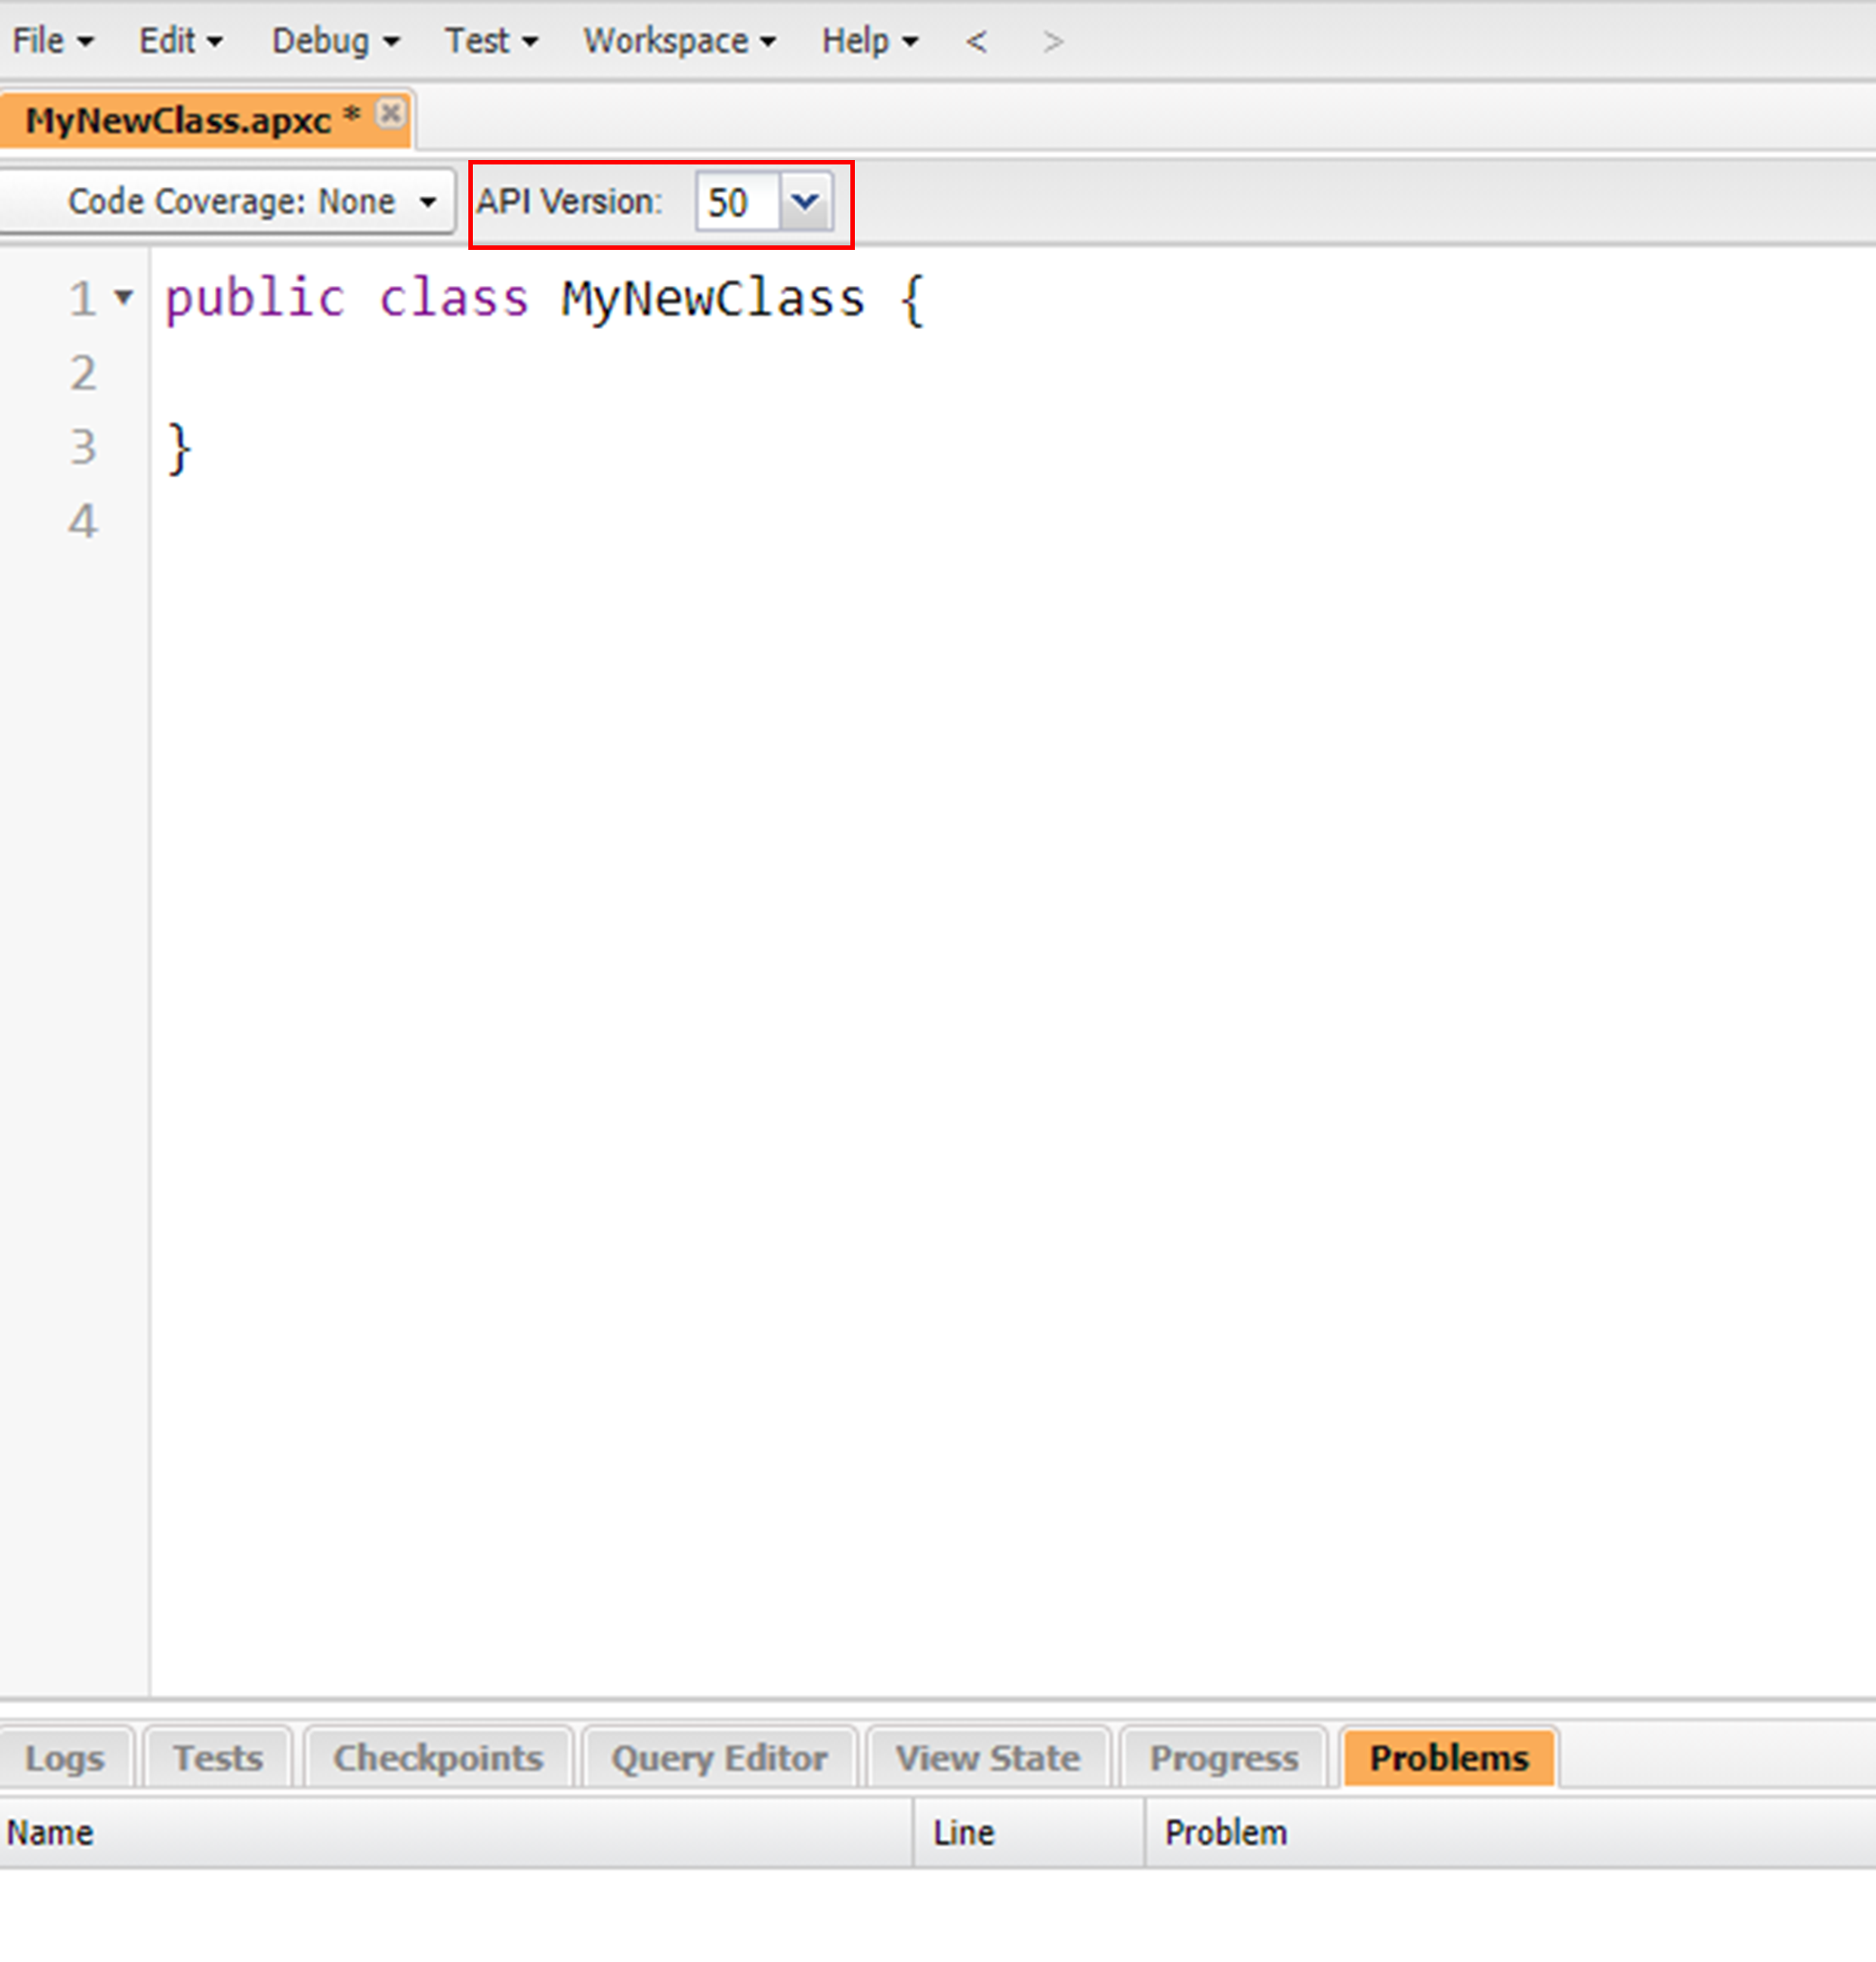 File Edit Debug Test Workspace Help < >
MyNewClass.apxc *
Code Coverage: None API Version: 50
1 public class MyNewClass {
2
3 }
4
Logs Tests Checkpoints Query Editor View State Progress Problems
Name Line Problem